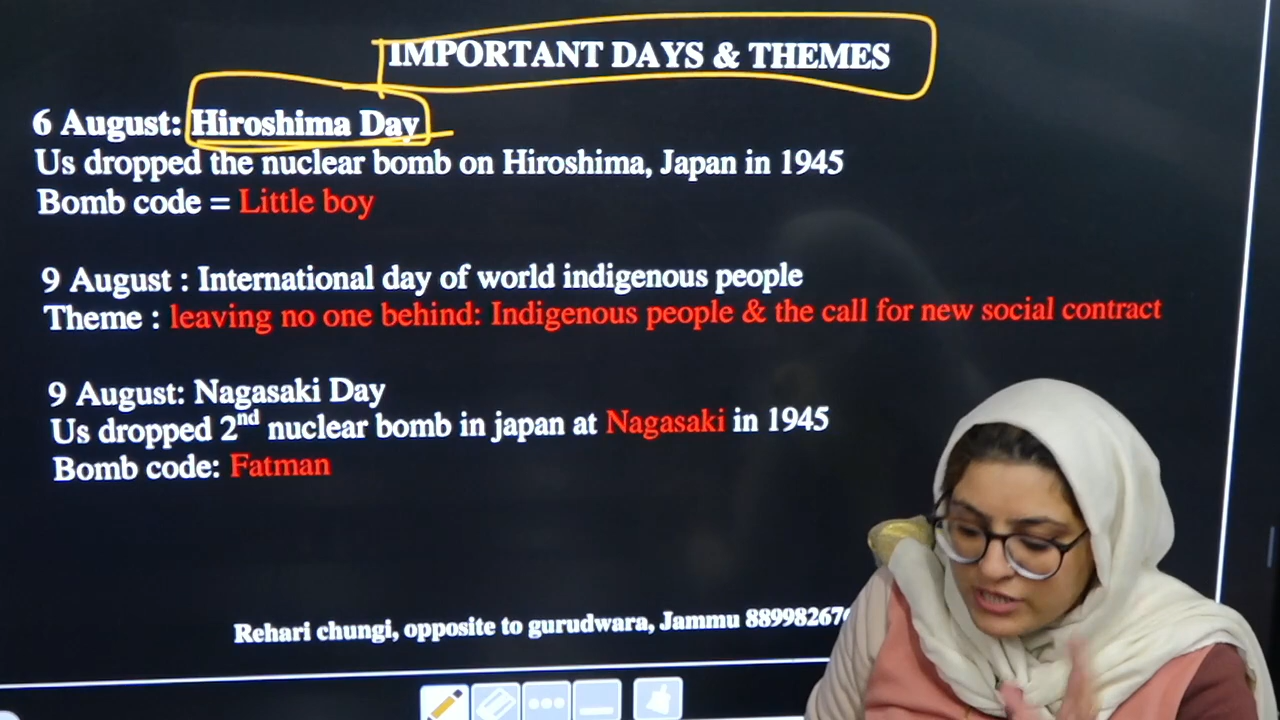 IMPORTANT DAYS & THEMES
6 August: Hiroshima Day
Us dropped the nuclear bomb on Hiroshima, Japan in 1945
Bomb code = Little boy
9 August : International day of world indigenous people
Theme : leaving no one behind: Indigenous people & the call for new social contract
9 August: Nagasaki Day
Us dropped 2nd nuclear bomb in japan at Nagasaki in 1945
Bomb code: Fatman
Rehari chungi, opposite to gurudwara, Jammu